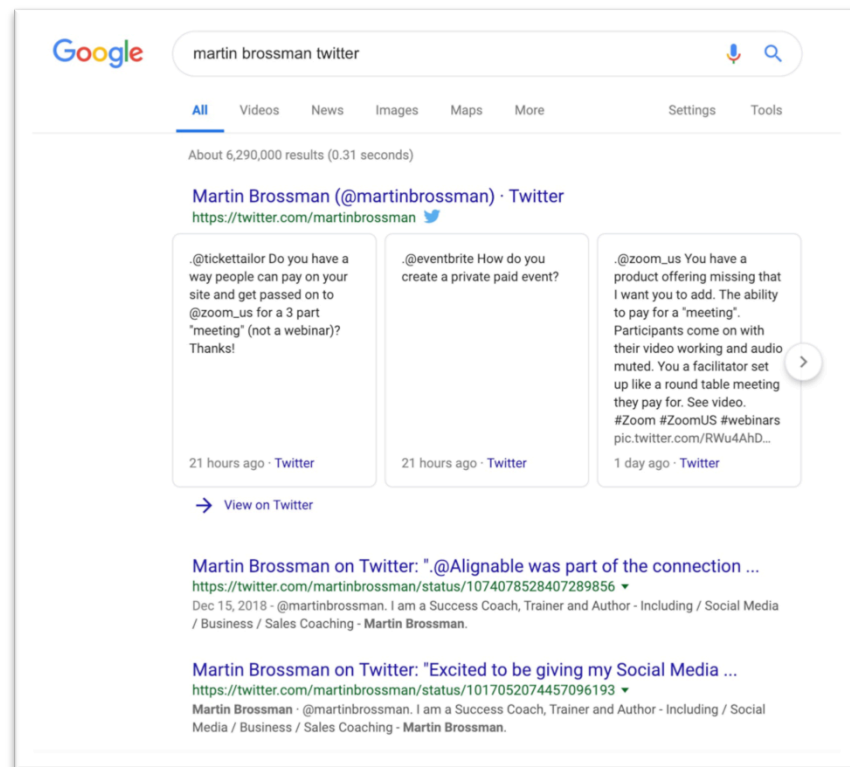 Google
martin brossman twitter
All Videos News Images Maps More Settings Tools
About 6,290,000 results (0.31 seconds)
Martin Brossman (@martinbrossman) · Twitter
https://twitter.com/martinbrossman
.@tickettailor Do you have a
way people can pay on your
site and get passed on to
@zoom_us for a 3 part
"meeting" (not a webinar)?
Thanks!
21 hours ago · Twitter
.@eventbrite How do you
create a private paid event?
21 hours ago · Twitter
.@zoom_us You have a
product offering missing that
I want you to add. The ability
to pay for a "meeting".
Participants come on with
their video working and audio
muted. You a facilitator set
up like a round table meeting
they pay for. See video.
#Zoom #ZoomUS #webinars
pic.twitter.com/RWu4AhD...
1 day ago · Twitter
View on Twitter
Martin Brossman on Twitter: ".@Alignable was part of the connection ...
https://twitter.com/martinbrossman/status/1074078528407289856
Dec 15, 2018 - @martinbrossman. I am a Success Coach, Trainer and Author - Including / Social Media
/ Business / Sales Coaching - Martin Brossman.
Martin Brossman on Twitter: "Excited to be giving my Social Media ...
https://twitter.com/martinbrossman/status/1017052074457096193
Martin Brossman · @martinbrossman. I am a Success Coach, Trainer and Author - Including / Social
Media / Business / Sales Coaching - Martin Brossman.